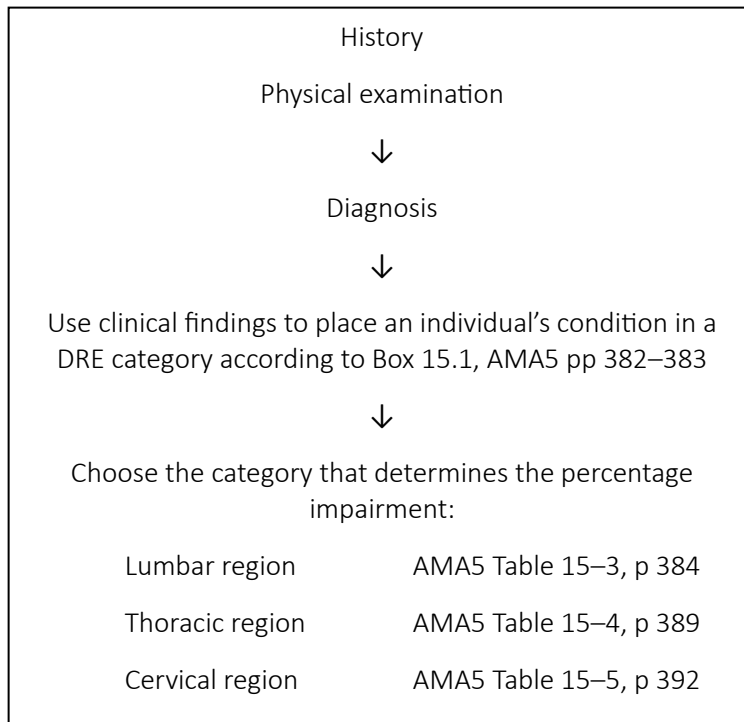 History
Physical examination
↓
Diagnosis
↓
Use clinical findings to place an individual’s condition in a
DRE category according to Box 15.1, AMA5 pp 382–383
↓
Choose the category that determines the percentage
impairment:
Lumbar region AMA5 Table 15–3, p 384
Thoracic region AMA5 Table 15–4, p 389
Cervical region AMA5 Table 15–5, p 392